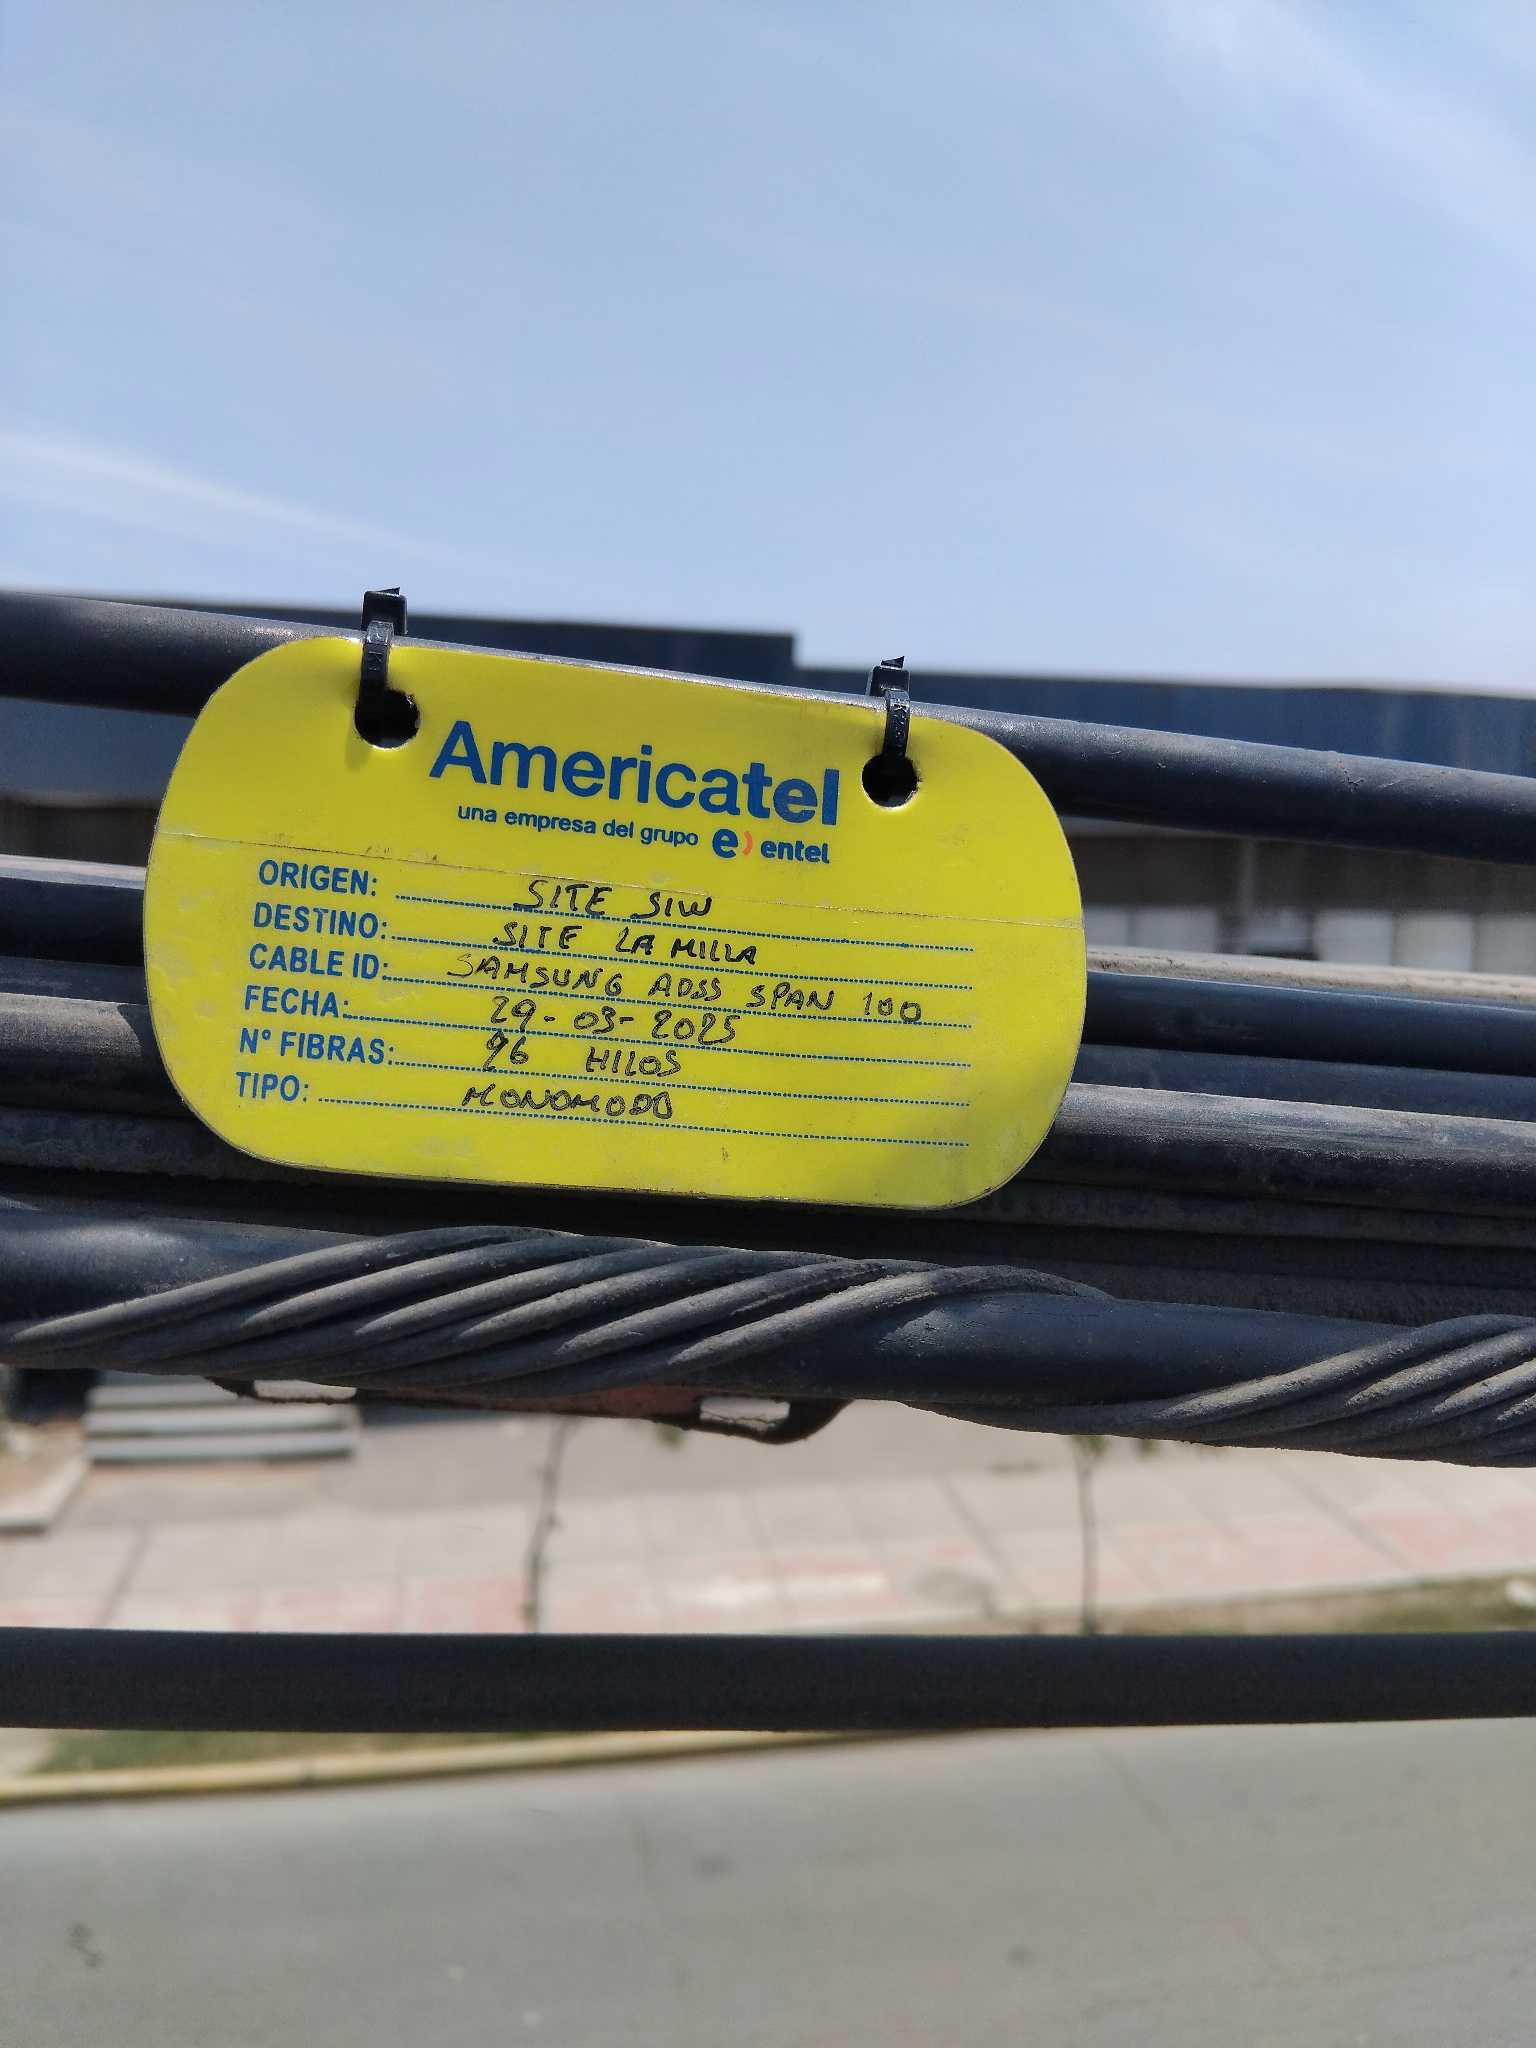 Americatel
una empresa del grupo e) entel
ORIGEN: SITE SIW
DESTINO: SITE LA MILLA
CABLE ID: SAMSUNG ADSS SPAN 100
FECHA: 29-03-2025
N° FIBRAS: 96 HILOS
TIPO: MONOMODO